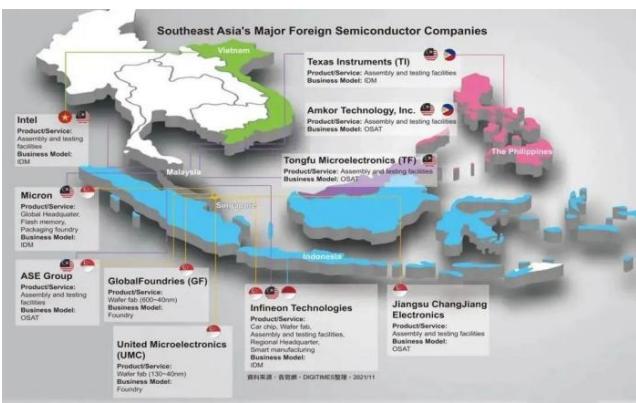 Southeast Asia's Major Foreign Semiconductor Companies
Vietnam
Texas Instruments (TI)
Product/Service: Assembly and testing facilities
Business Model: IDM
Amkor Technology, Inc.
Product/Service: Assembly and testing facilities
Business Model: OSAT
Intel
Product/Service:
Assembly and testing
facilities
Business Model:
IDM
Tongfu Microelectronics (TF)
Product/Service: Assembly and testing facilities
Business Model: OSAT
The Philippines
Malaysia
Micron
Product/Service:
Global Headquater,
Flash memory,
Packaging foundry
Business Model:
IDM
Singapore
Indonesia
ASE Group
Product/Service:
Assembly and testing
facilities
Business Model:
OSAT
GlobalFoundries (GF)
Product/Service:
Wafer fab (600~40nm)
Business Model:
Foundry
United Microelectronics
(UMC)
Product/Service:
Wafer fab (130~40nm)
Business Model:
Foundry
Infineon Technologies
Product/Service:
Car chip, Wafer fab,
Assembly and testing facilities,
Regional Headquarter,
Smart manufacturing
Business Model:
IDM
Jiangsu ChangJiang
Electronics
Product/Service:
Assembly and testing facilities
Business Model:
OSAT
資料來源：各官網，DIGITIMES整理，2021/11